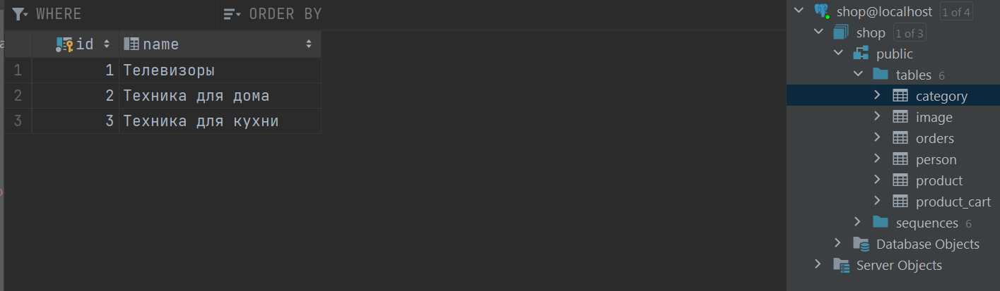 WHERE ORDER BY
id name
1 1 Телевизоры
2 2 Техника для дома
3 3 Техника для кухни
shop@localhost 1 of 4
shop 1 of 3
public
tables 6
category
image
orders
person
product
product_cart
sequences 6
Database Objects
Server Objects